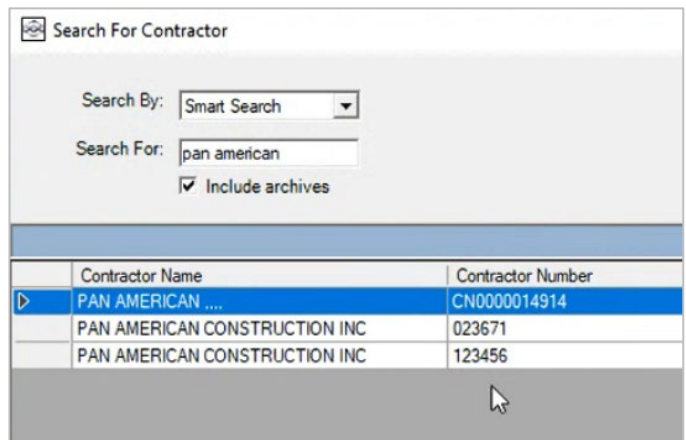 Search For Contractor
Search By: Smart Search
Search For: pan american
Include archives
Contractor Name Contractor Number
PAN AMERICAN .... CN0000014914
PAN AMERICAN CONSTRUCTION INC 023671
PAN AMERICAN CONSTRUCTION INC 123456